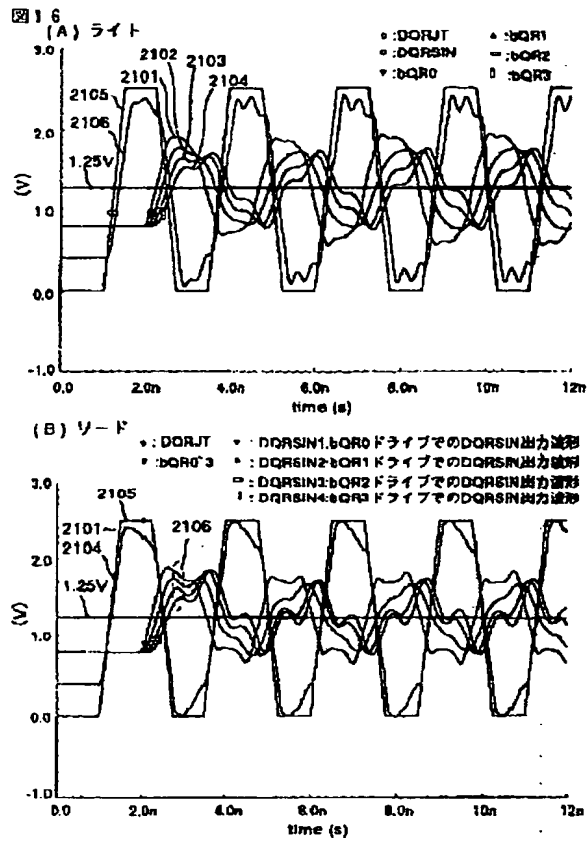 図16
(A) ライト
:DQRJT
:DQRSIN
:bQR0
:bQR1
:bQR2
:bQR3
3.0
2.0
1.0
0.0
-1.0
(V)
2102
2101
2103
2104
2105
2106
1.25V
0.0 2.0n 4.0n 6.0n 8.0n 10n 12n
time (s)
(B) リード
:DQRJT
:bQR0~3
:DQRSIN1:bQR0ドライブでのDQRSIN出力波形
:DQRSIN2:bQR1ドライブでのDQRSIN出力波形
:DQRSIN3:bQR2ドライブでのDQRSIN出力波形
:DQRSIN4:bQR3ドライブでのDQRSIN出力波形
3.0
2.0
1.0
0.0
-1.0
(V)
2105
2101~
2104
2106
1.25V
0.0 2.0n 4.0n 6.0n 8.0n 10n 12n
time (s)